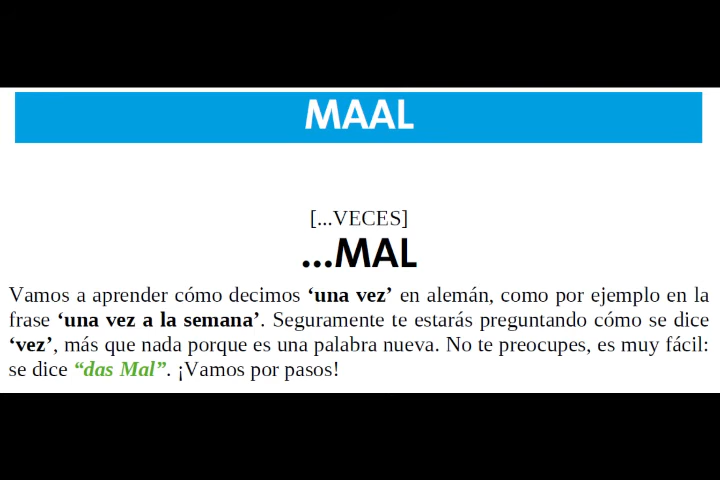 MAAL
[...VECES]
...MAL
Vamos a aprender cómo decimos ‘una vez’ en alemán, como por ejemplo en la
frase ‘una vez a la semana’. Seguramente te estarás preguntando cómo se dice
‘vez’, más que nada porque es una palabra nueva. No te preocupes, es muy fácil:
se dice “das Mal”. ¡Vamos por pasos!